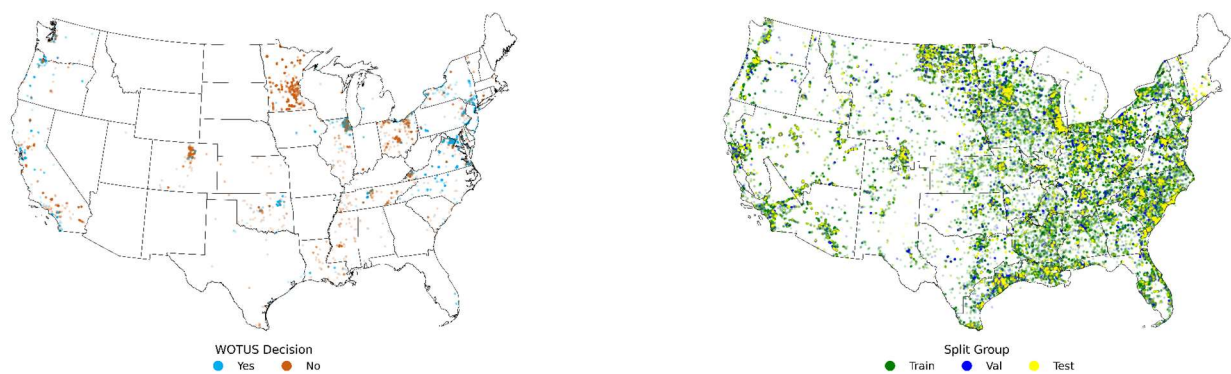 WOTUS Decision
Yes No
Split Group
Train Val Test